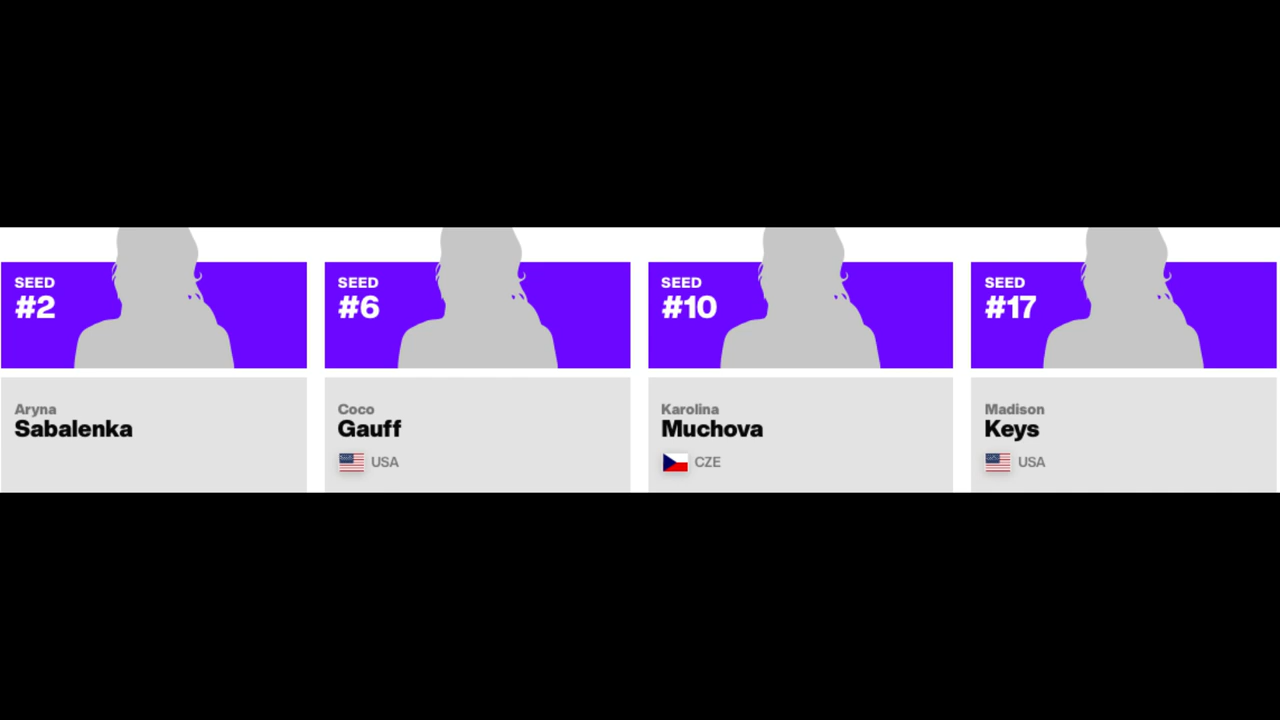 SEED
#2
Aryna
Sabalenka
SEED
#6
Coco
Gauff
USA
SEED
#10
Karolina
Muchova
CZE
SEED
#17
Madison
Keys
USA